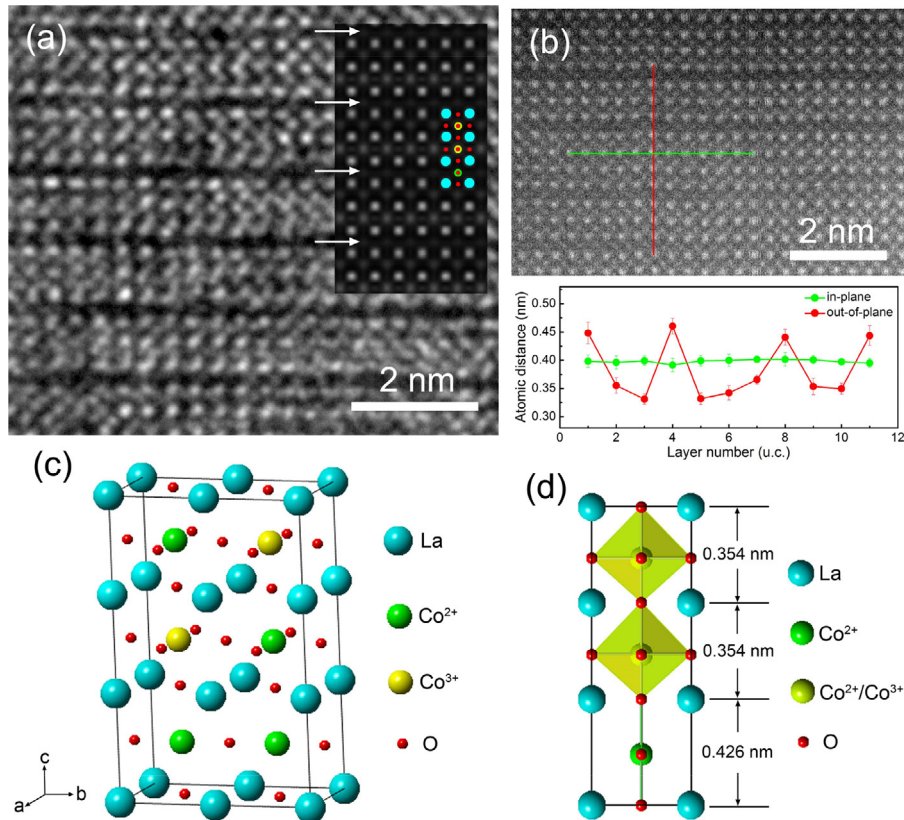 (a)
2 nm
(b)
2 nm
0.50
0.45
0.40
0.35
0.30
Atomic distance (nm)
in-plane
out-of-plane
0 2 4 6 8 10 12
Layer number (u.c.)
(c)
La
Co2+
Co3+
O
c
a
b
(d)
0.354 nm
0.354 nm
0.426 nm
La
Co2+
Co2+/Co3+
O